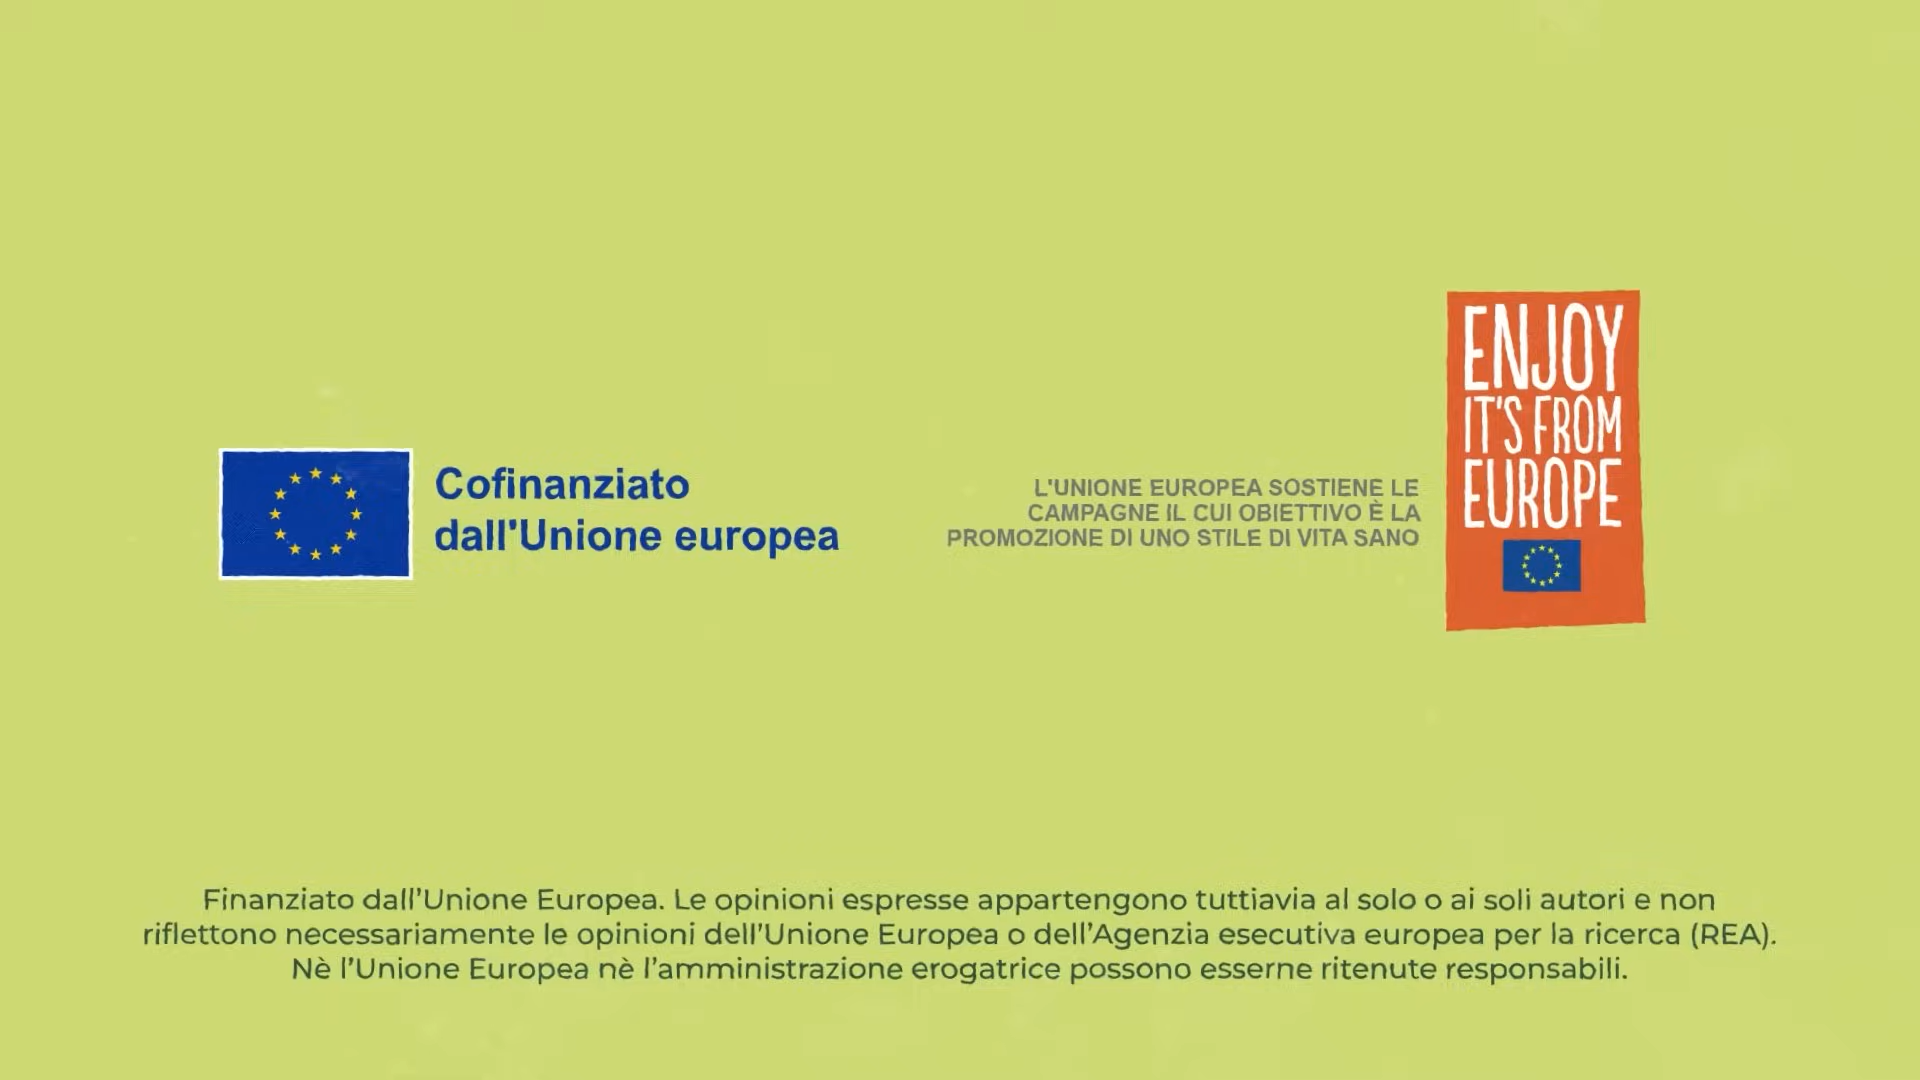 Cofinanziato
dall'Unione europea
L'UNIONE EUROPEA SOSTIENE LE
CAMPAGNE IL CUI OBIETTIVO È LA
PROMOZIONE DI UNO STILE DI VITA SANO
ENJOY
IT'S FROM
EUROPE
Finanziato dall’Unione Europea. Le opinioni espresse appartengono tuttiavia al solo o ai soli autori e non
riflettono necessariamente le opinioni dell’Unione Europea o dell’Agenzia esecutiva europea per la ricerca (REA).
Nè l’Unione Europea nè l’amministrazione erogatrice possono esserne ritenute responsabili.